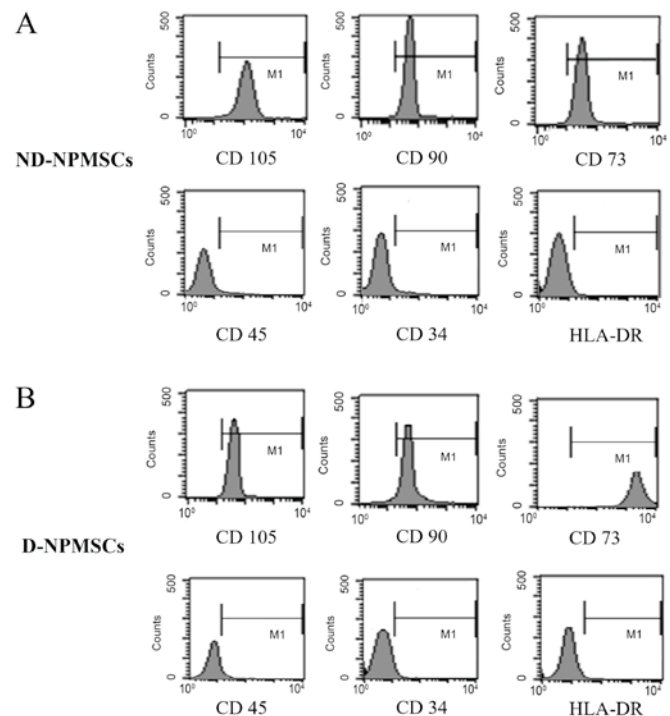 A
500 Counts 0 M1 10⁰ 10⁴ CD 105
500 Counts 0 M1 10⁰ 10⁴ CD 90
500 Counts 0 M1 10⁰ 10⁴ CD 73
ND-NPMSCs
500 Counts 0 M1 10⁰ 10⁴ CD 45
500 Counts 0 M1 10⁰ 10⁴ CD 34
500 Counts 0 M1 10⁰ 10⁴ HLA-DR
B
500 Counts 0 M1 10⁰ 10⁴ CD 105
500 Counts 0 M1 10⁰ 10⁴ CD 90
500 Counts 0 M1 10⁰ 10⁴ CD 73
D-NPMSCs
500 Counts 0 M1 10⁰ 10⁴ CD 45
500 Counts 0 M1 10⁰ 10⁴ CD 34
500 Counts 0 M1 10⁰ 10⁴ HLA-DR